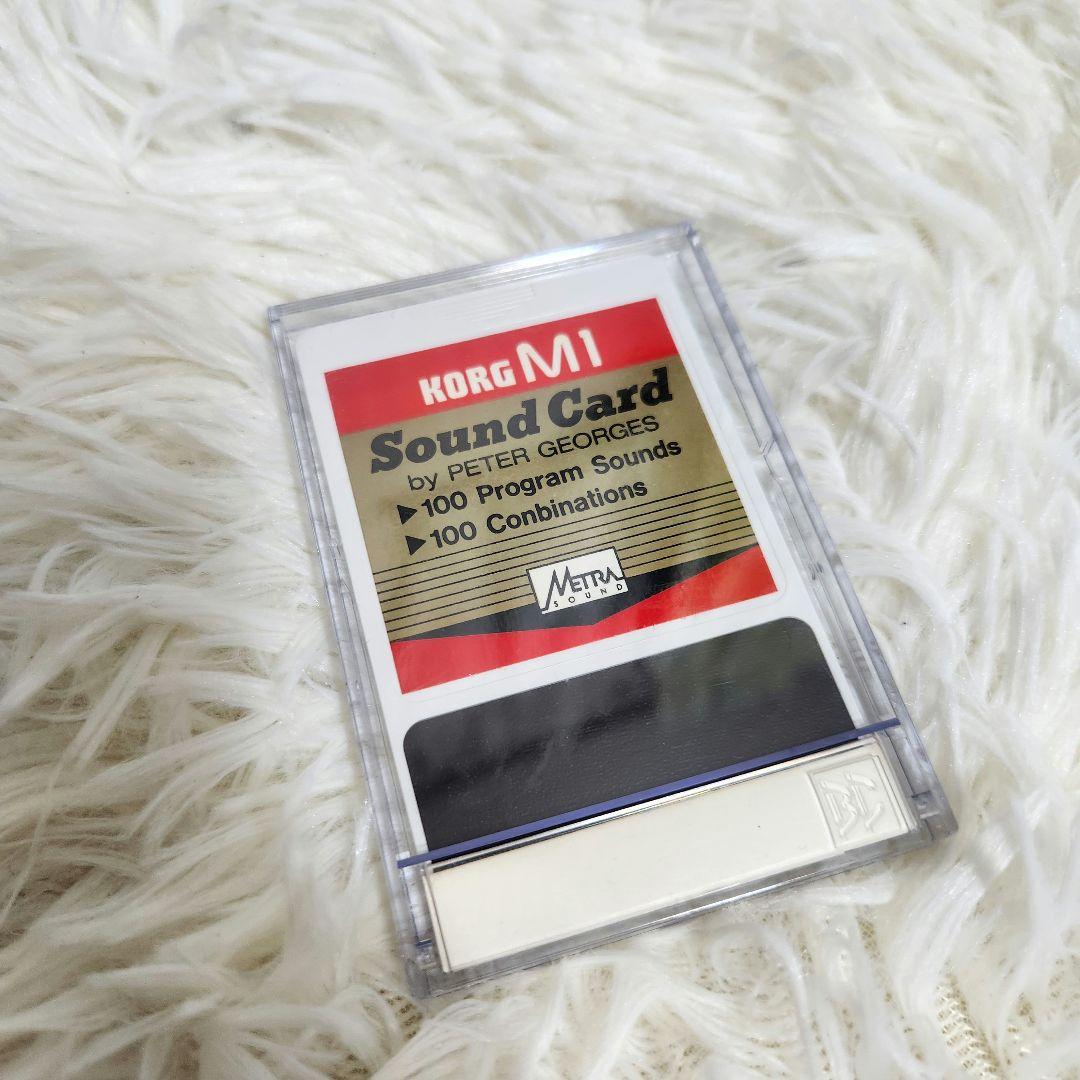 KORG M1
Sound Card
by PETER GEORGES
▶100 Program Sounds
▶100 Conbinations
METRA
SOUND